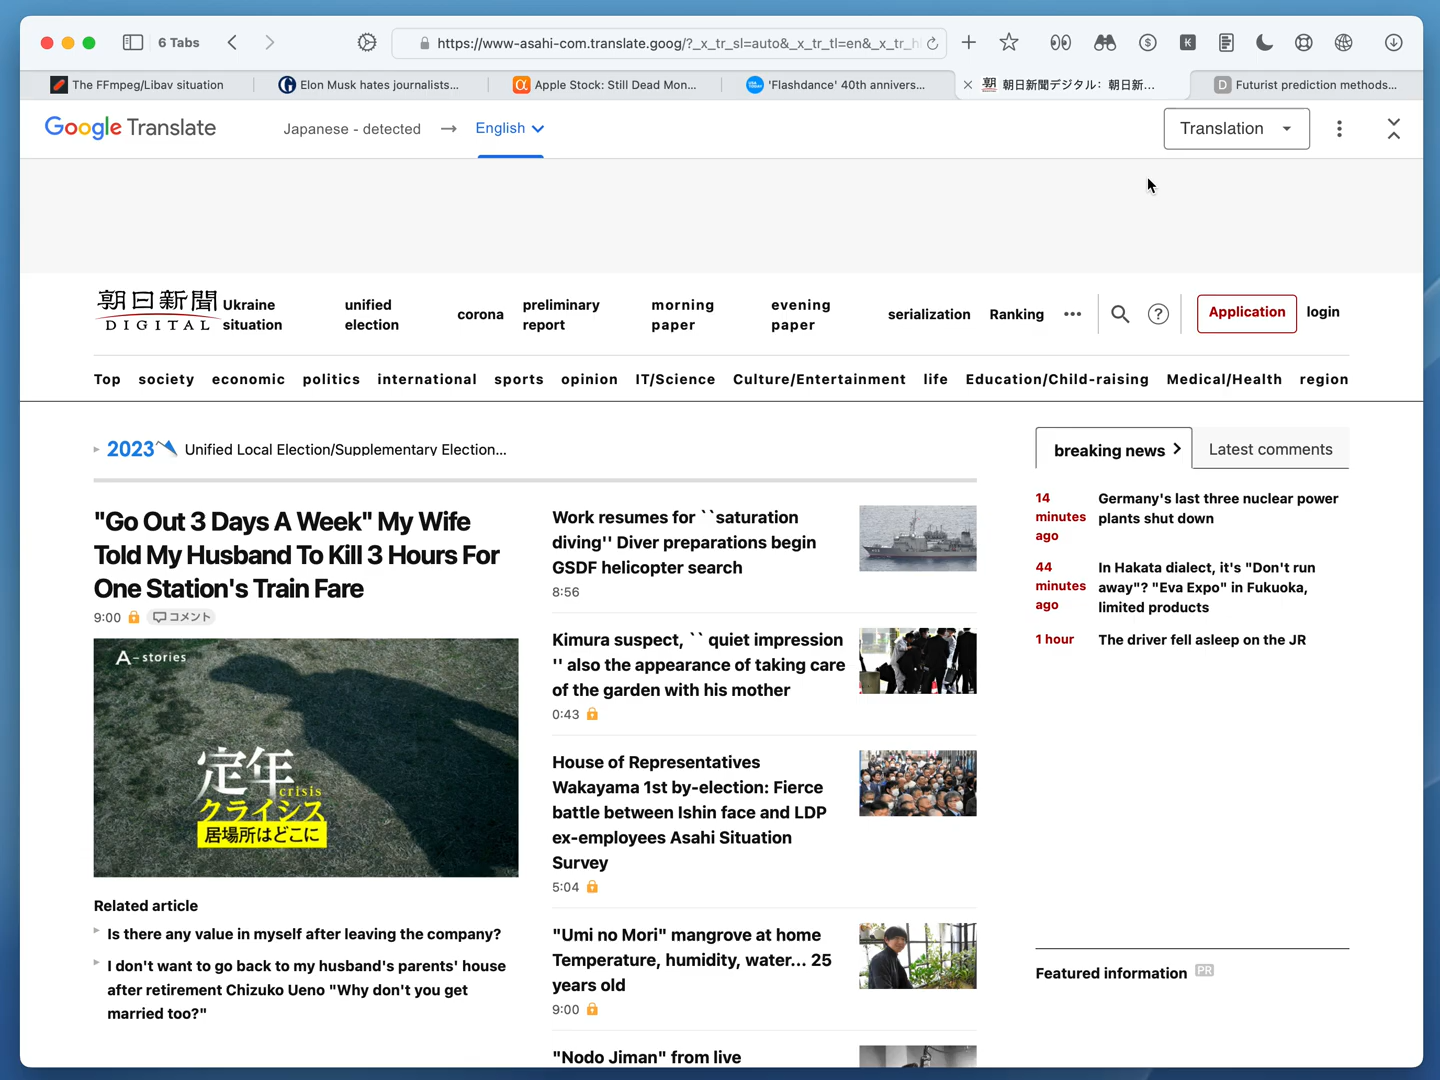 6 Tabs
https://www-asahi-com.translate.goog/?_x_tr_sl=auto&_x_tr_tl=en&_x_tr_h
The FFmpeg/Libav situation
Elon Musk hates journalists...
Apple Stock: Still Dead Mon...
'Flashdance' 40th annivers...
朝日新聞デジタル：朝日新...
D Futurist prediction methods...
Google Translate
Japanese - detected → English
Translation
朝日新聞
DIGITAL
Ukraine situation
unified election
corona
preliminary report
morning paper
evening paper
serialization
Ranking
Application
login
Top society economic politics international sports opinion IT/Science Culture/Entertainment life Education/Child-raising Medical/Health region
2023 Unified Local Election/Supplementary Election...
"Go Out 3 Days A Week" My Wife
Told My Husband To Kill 3 Hours For
One Station's Train Fare
9:00 コメント
A-stories
定年
crisis
クライシス
居場所はどこに
Related article
Is there any value in myself after leaving the company?
I don't want to go back to my husband's parents' house
after retirement Chizuko Ueno "Why don't you get
married too?"
Work resumes for ``saturation
diving'' Diver preparations begin
GSDF helicopter search
8:56
Kimura suspect, `` quiet impression
'' also the appearance of taking care
of the garden with his mother
0:43
House of Representatives
Wakayama 1st by-election: Fierce
battle between Ishin face and LDP
ex-employees Asahi Situation
Survey
5:04
"Umi no Mori" mangrove at home
Temperature, humidity, water... 25
years old
9:00
"Nodo Jiman" from live
breaking news
Latest comments
14 minutes ago
Germany's last three nuclear power
plants shut down
44 minutes ago
In Hakata dialect, it's "Don't run
away"? "Eva Expo" in Fukuoka,
limited products
1 hour
The driver fell asleep on the JR
Featured information PR